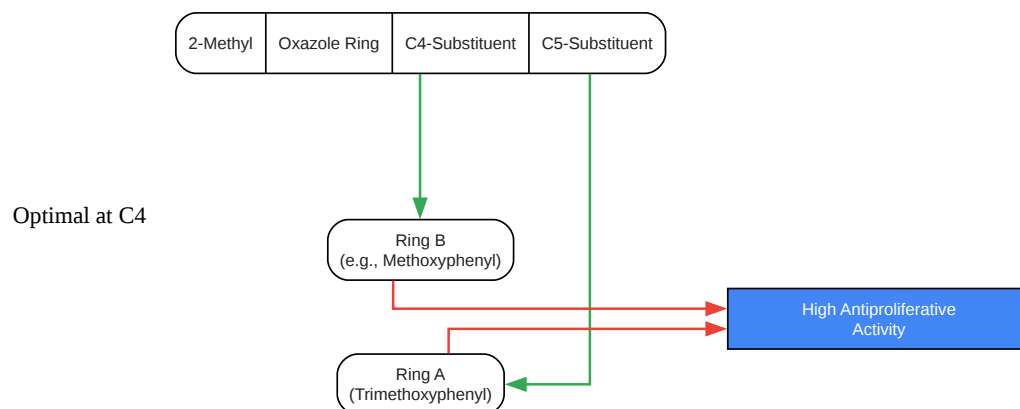 2-Methyl
Oxazole Ring
C4-Substituent
C5-Substituent
Optimal at C4
Ring B
(e.g., Methoxyphenyl)
High Antiproliferative
Activity
Ring A
(Trimethoxyphenyl)